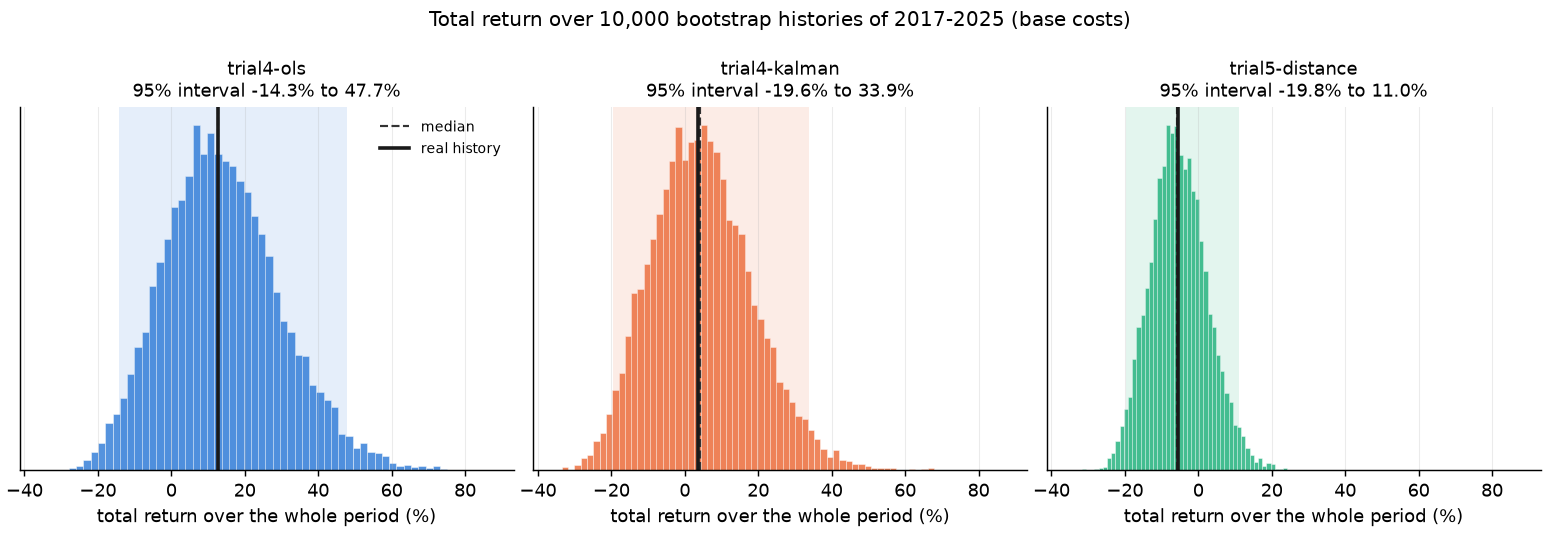 Total return over 10,000 bootstrap histories of 2017-2025 (base costs)
trial4-ols
95% interval -14.3% to 47.7%
median
real history
−40 −20 0 20 40 60 80
total return over the whole period (%)
trial4-kalman
95% interval -19.6% to 33.9%
−40 −20 0 20 40 60 80
total return over the whole period (%)
trial5-distance
95% interval -19.8% to 11.0%
−40 −20 0 20 40 60 80
total return over the whole period (%)